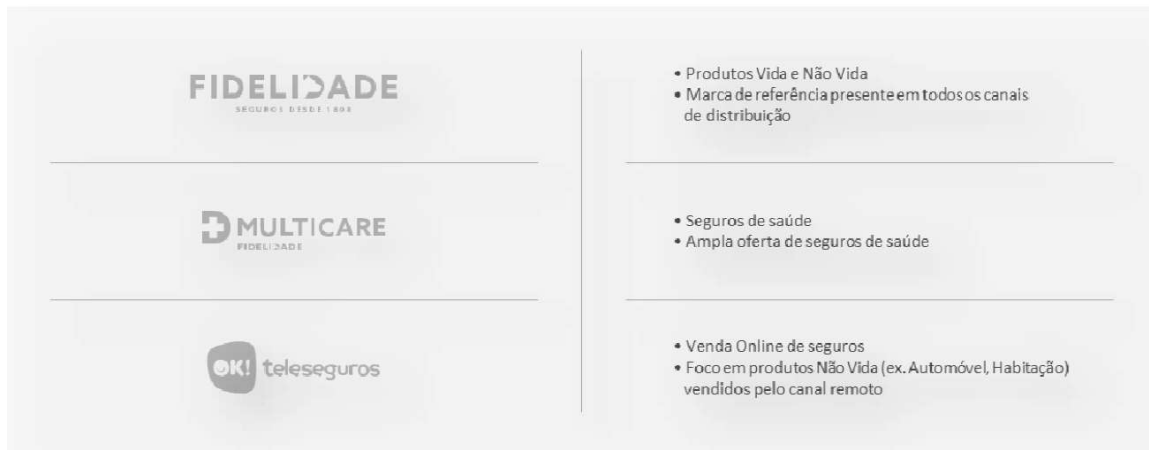 FIDELIDADE
SEGUROS DESDE 1808
• Produtos Vida e Não Vida
• Marca de referência presente em todos os canais
de distribuição
MULTICARE
FIDELIDADE
• Seguros de saúde
• Ampla oferta de seguros de saúde
OK! teleseguros
• Venda Online de seguros
• Foco em produtos Não Vida (ex. Automóvel, Habitação)
vendidos pelo canal remoto